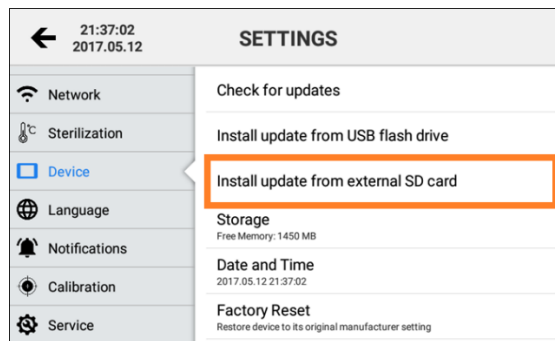 21:37:02
2017.05.12
SETTINGS
Network
°C Sterilization
Device
Language
Notifications
Calibration
Service
Check for updates
Install update from USB flash drive
Install update from external SD card
Storage
Free Memory: 1450 MB
Date and Time
2017.05.12 21:37:02
Factory Reset
Restore device to its original manufacturer setting